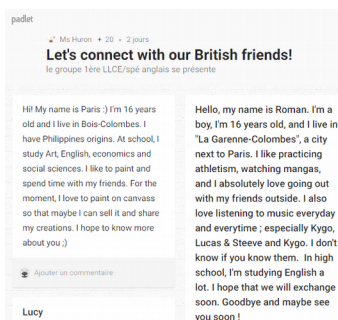 padlet
Ms Huron + 20 • 2 jours
Let's connect with our British friends!
le groupe 1ère LLCE/spé anglais se présente
Hi! My name is Paris :) I'm 16 years
old and I live in Bois-Colombes. I
have Philippines origins. At school, I
study Art, English, economics and
social sciences. I like to paint and
spend time with my friends. For the
moment, I love to paint on canvass
so that maybe I can sell it and share
my creations. I hope to know more
about you ;)
Ajouter un commentaire
Lucy
Hello, my name is Roman. I'm a
boy, I'm 16 years old, and I live in
"La Garenne-Colombes", a city
next to Paris. I like practicing
athletism, watching mangas,
and I absolutely love going out
with my friends outside. I also
love listening to music everyday
and everytime ; especially Kygo,
Lucas & Steeve and Kygo. I don't
know if you know them.  In high
school, I'm studying English a
lot. I hope that we will exchange
soon. Goodbye and maybe see
you soon !